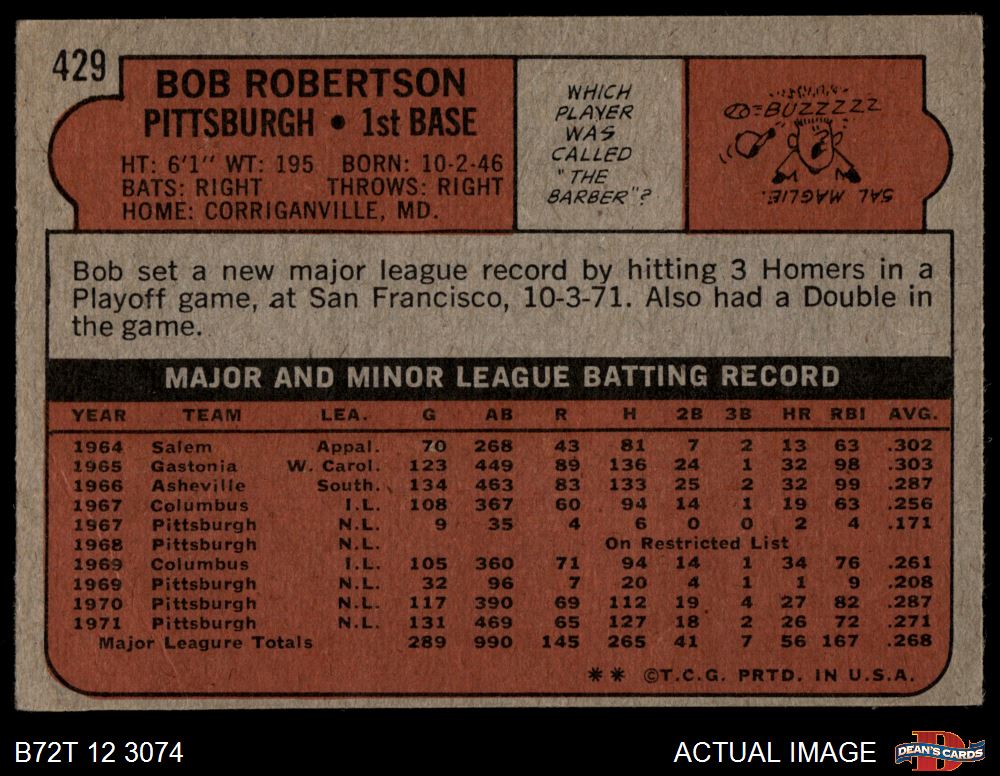 429
BOB ROBERTSON
PITTSBURGH • 1st BASE
HT: 6'1" WT: 195 BORN: 10-2-46
BATS: RIGHT THROWS: RIGHT
HOME: CORRIGANVILLE, MD.
WHICH
PLAYER
WAS
CALLED
"THE
BARBER"?
BUZZZZZ
SAL MAGLIE.
Bob set a new major league record by hitting 3 Homers in a
Playoff game, at San Francisco, 10-3-71. Also had a Double in
the game.
MAJOR AND MINOR LEAGUE BATTING RECORD
YEAR TEAM LEA. G AB R H 2B 3B HR RBI AVG.
1964 Salem Appal. 70 268 43 81 7 2 13 63 .302
1965 Gastonia W. Carol. 123 449 89 136 24 1 32 98 .303
1966 Asheville South. 134 463 83 133 25 2 32 99 .287
1967 Columbus I.L. 108 367 60 94 14 1 19 63 .256
1967 Pittsburgh N.L. 9 35 4 6 0 0 2 4 .171
1968 Pittsburgh N.L. On Restricted List
1969 Columbus I.L. 105 360 71 94 14 1 34 76 .261
1969 Pittsburgh N.L. 32 96 7 20 4 1 1 9 .208
1970 Pittsburgh N.L. 117 390 69 112 19 4 27 82 .287
1971 Pittsburgh N.L. 131 469 65 127 18 2 26 72 .271
Major Leagure Totals 289 990 145 265 41 7 56 167 .268
** ©T.C.G. PRTD. IN U.S.A.
B72T 12 3074
ACTUAL IMAGE
D
DEAN'S CARDS